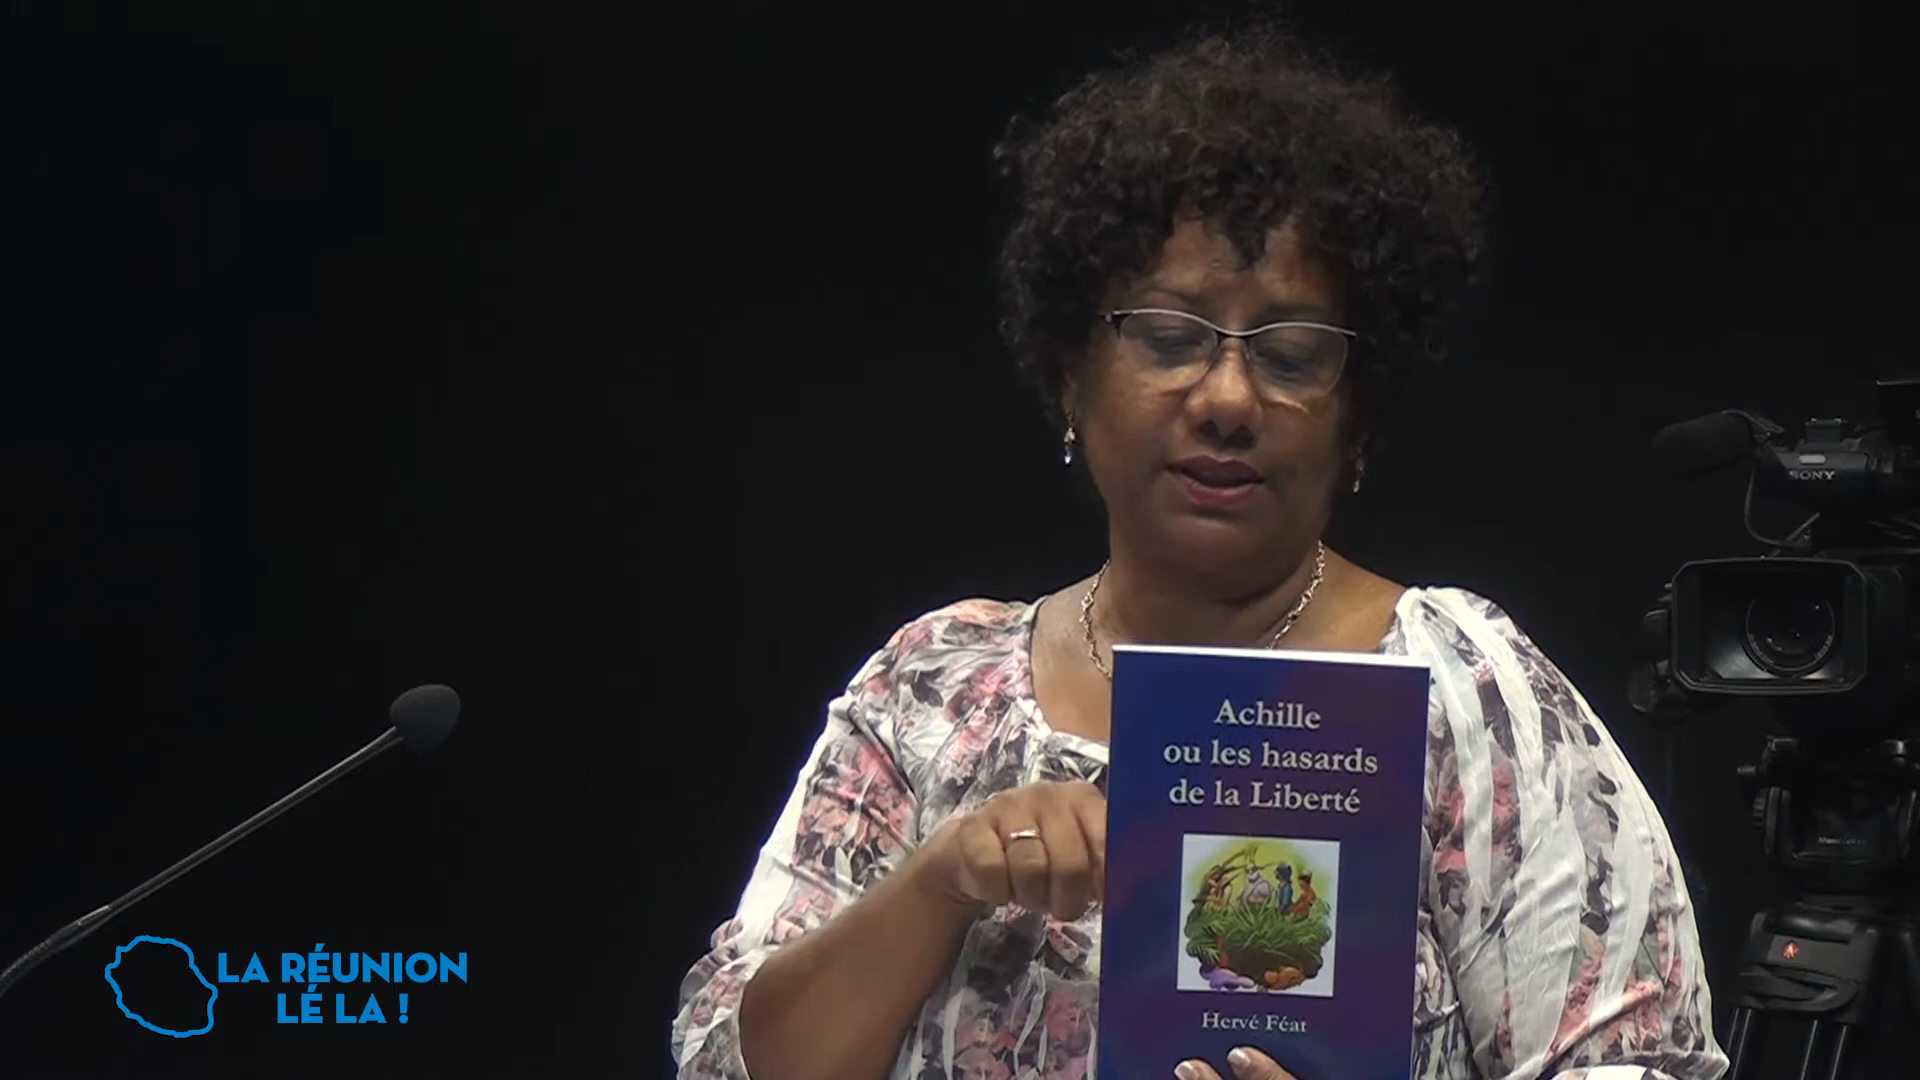 Achille
ou les hasards
de la Liberté
Hervé Féat
SONY
LA RÉUNION
LÉ LA !